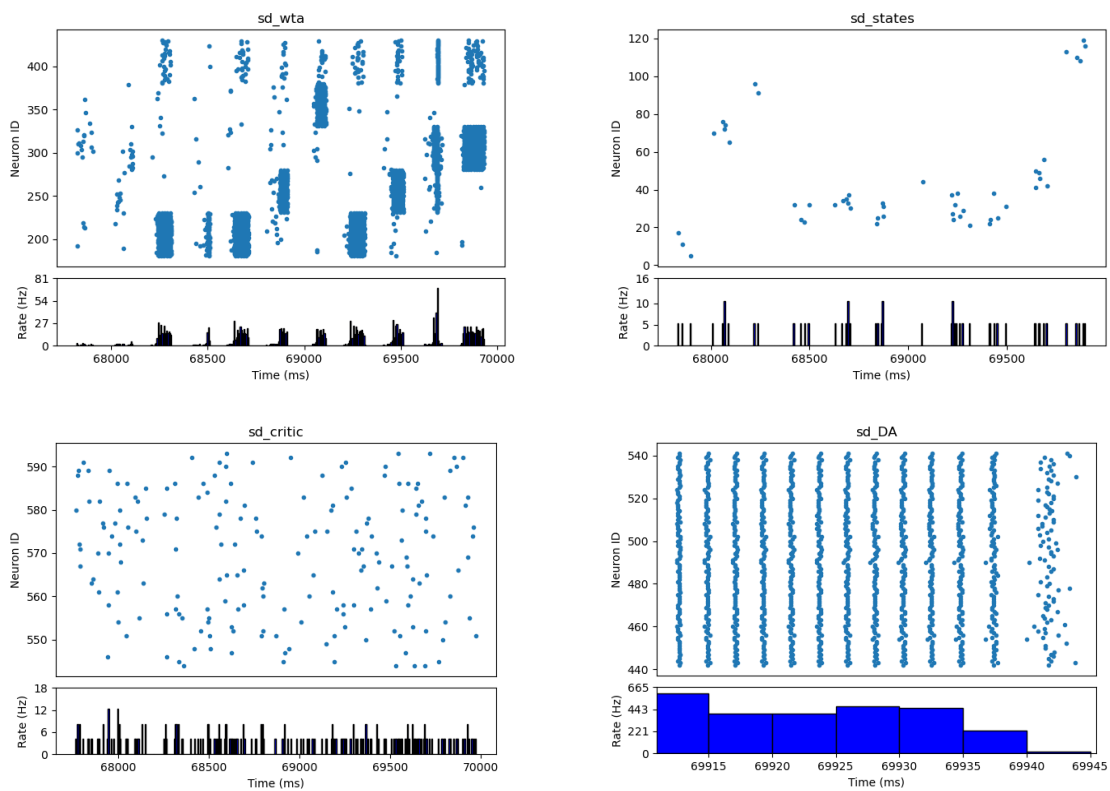 sd_wta
400
350
300
250
200
Neuron ID
81
54
27
0
Rate (Hz)
68000 68500 69000 69500 70000
Time (ms)
sd_states
120
100
80
60
40
20
0
Neuron ID
16
10
5
0
Rate (Hz)
68000 68500 69000 69500
Time (ms)
sd_critic
590
580
570
560
550
Neuron ID
18
12
6
0
Rate (Hz)
68000 68500 69000 69500 70000
Time (ms)
sd_DA
540
520
500
480
460
440
Neuron ID
665
443
221
0
Rate (Hz)
69915 69920 69925 69930 69935 69940 69945
Time (ms)